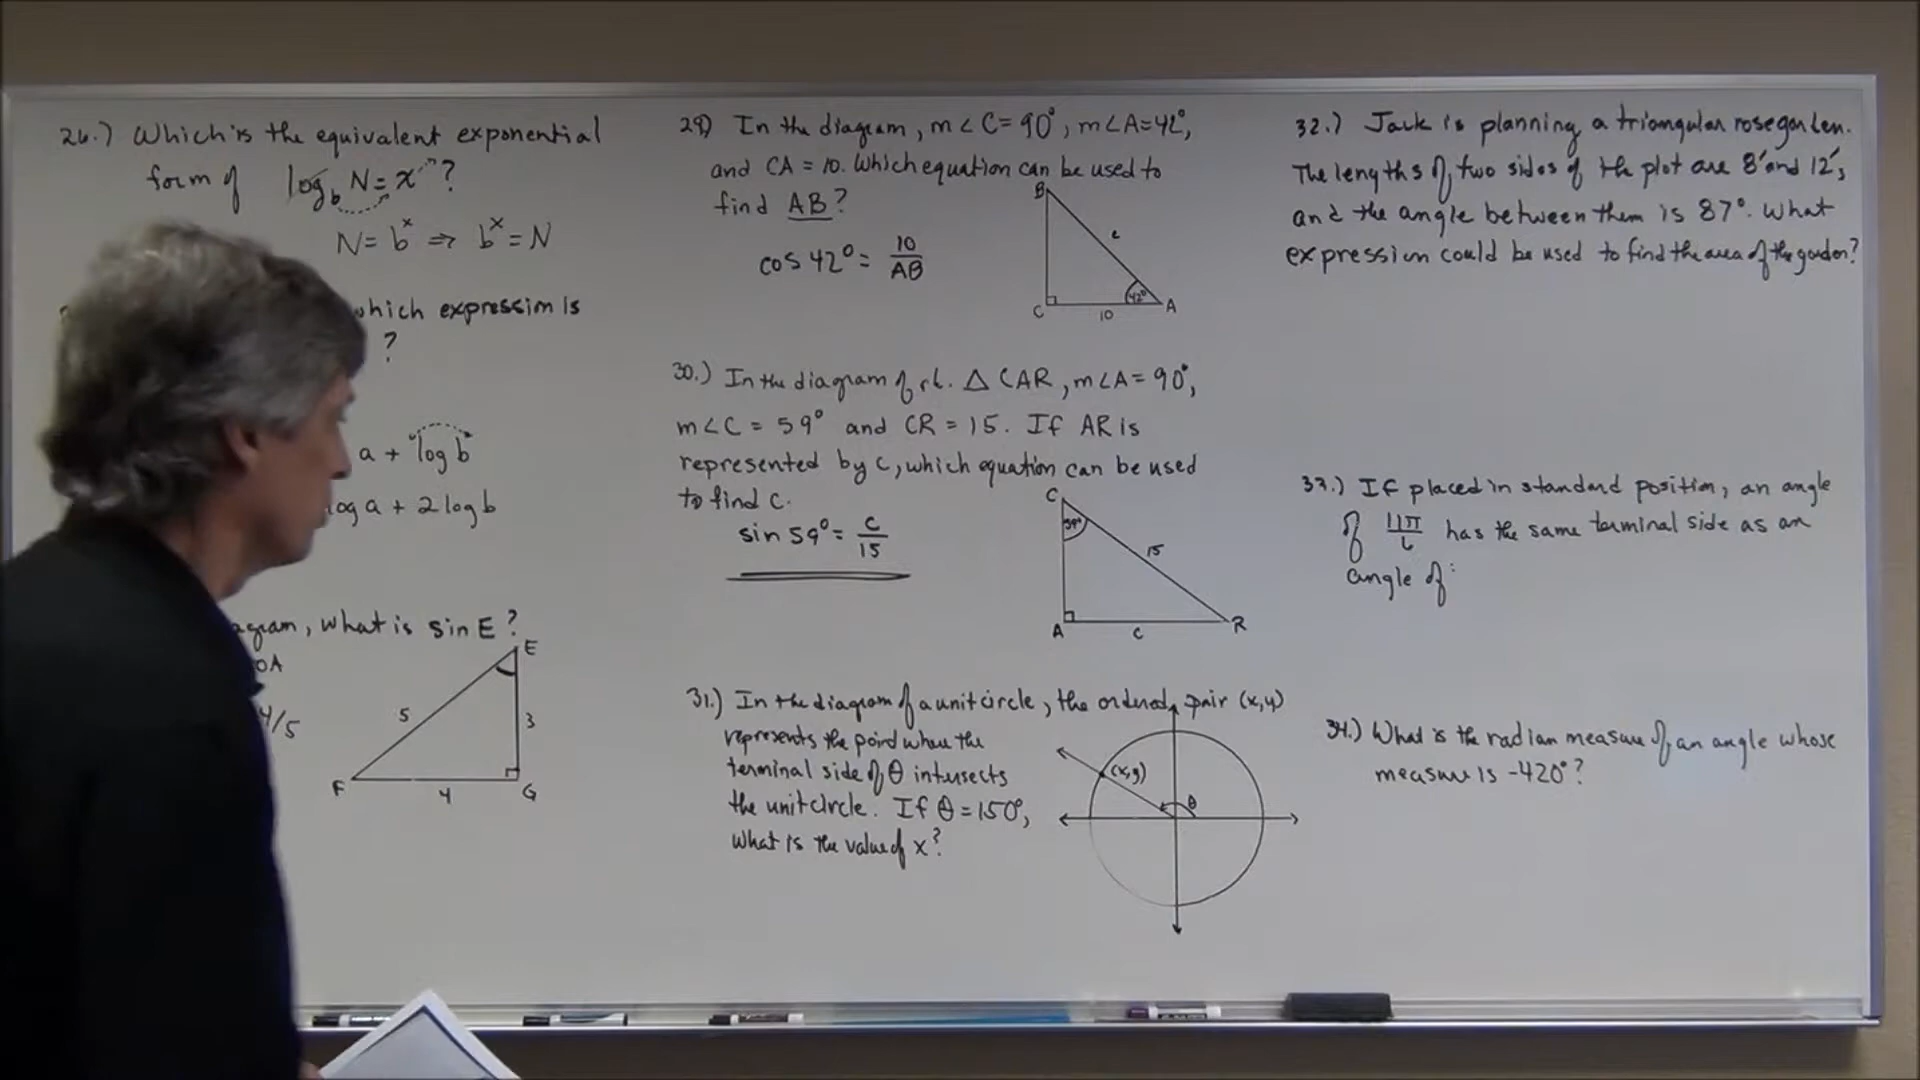 26.) Which is the equivalent exponential
form of log_b N = x ?
N = b^x ⇒ b^x = N
which expression is
?
a + log b
log a + 2 log b
agram, what is sin E ?
OA
4/5
E
5
3
F
4
G
29) In the diagram, m∠C = 90°, m∠A = 42°,
and CA = 10. Which equation can be used to
find AB ?
cos 42° = 10/AB
B
c
42°
C
10
A
30.) In the diagram of rt. △ CAR, m∠A = 90°,
m∠C = 59° and CR = 15. If AR is
represented by c, which equation can be used
to find c.
sin 59° = c/15
C
59°
15
A
c
R
31.) In the diagram of a unit circle, the ordered pair (x,y)
represents the point where the
terminal side of θ intersects
the unit circle. If θ = 150°,
What is the value of x?
(x,y)
θ
32.) Jack is planning a triangular rose garden.
The lengths of two sides of the plot are 8' and 12',
and the angle between them is 87°. What
expression could be used to find the area of the garden?
33.) If placed in standard position, an angle
of 11π/6 has the same terminal side as an
angle of:
34.) What is the radian measure of an angle whose
measure is -420° ?